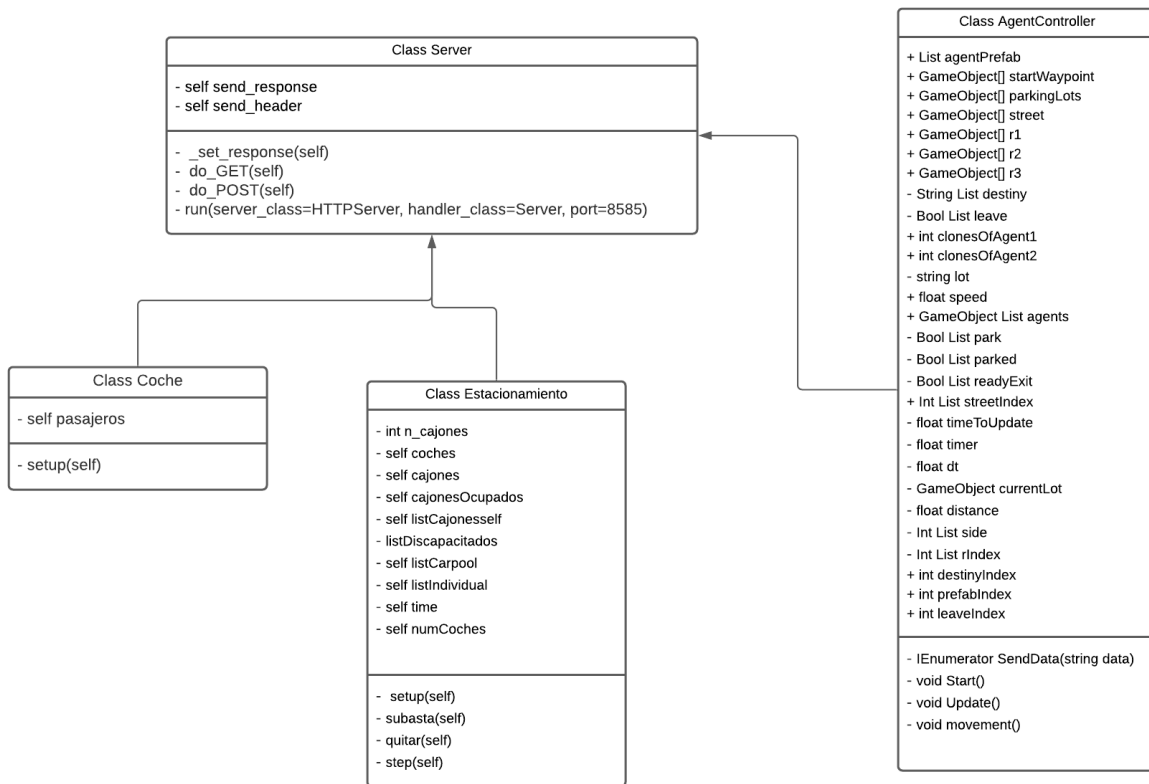 Class Server
- self send_response
- self send_header
- _set_response(self)
- do_GET(self)
- do_POST(self)
- run(server_class=HTTPServer, handler_class=Server, port=8585)
Class Coche
- self pasajeros
- setup(self)
Class Estacionamiento
- int n_cajones
- self coches
- self cajones
- self cajonesOcupados
- self listCajonesself
- listDiscapacitados
- self listCarpool
- self listIndividual
- self time
- self numCoches
- setup(self)
- subasta(self)
- quitar(self)
- step(self)
Class AgentController
+ List agentPrefab
+ GameObject[] startWaypoint
+ GameObject[] parkingLots
+ GameObject[] street
+ GameObject[] r1
+ GameObject[] r2
+ GameObject[] r3
- String List destiny
- Bool List leave
+ int clonesOfAgent1
+ int clonesOfAgent2
- string lot
+ float speed
+ GameObject List agents
- Bool List park
- Bool List parked
- Bool List readyExit
+ Int List streetIndex
- float timeToUpdate
- float timer
- float dt
- GameObject currentLot
- float distance
- Int List side
- Int List rIndex
+ int destinyIndex
+ int prefabIndex
+ int leaveIndex
- IEnumerator SendData(string data)
- void Start()
- void Update()
- void movement()